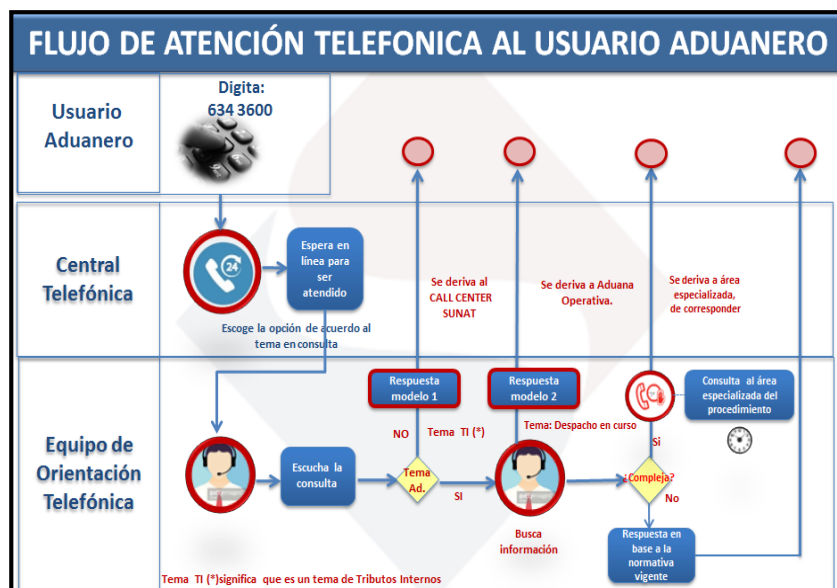 FLUJO DE ATENCIÓN TELEFONICA AL USUARIO ADUANERO
Usuario
Aduanero
Digita:
634 3600
Central
Telefónica
24
Espera en
línea para
ser
atendido
Escoge la opción de acuerdo al
tema en consulta
Se deriva al
CALL CENTER
SUNAT
Se deriva a Aduana
Operativa.
Se deriva a área
especializada,
de corresponder
Equipo de
Orientación
Telefónica
Escucha la
consulta
Respuesta
modelo 1
NO
Tema TI (*)
Tema
Ad.
SI
Respuesta
modelo 2
Tema: Despacho en curso
Busca
información
Consulta al área
especializada del
procedimiento
Si
¿Compleja?
No
Respuesta en
base a la
normativa
vigente
Tema TI (*)significa que es un tema de Tributos Internos